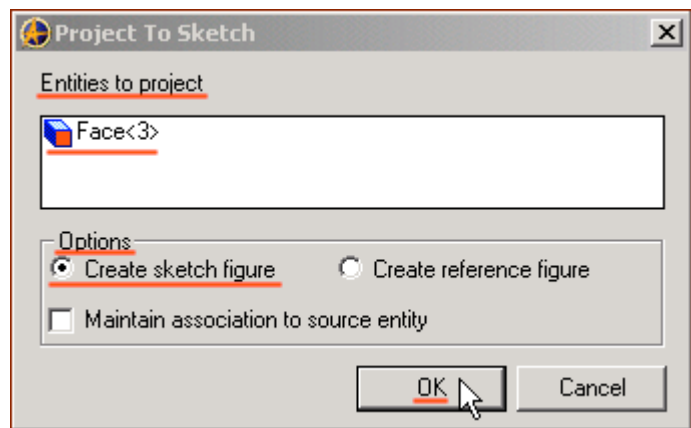 Project To Sketch
Entities to project
Face<3>
Options
Create sketch figure Create reference figure
Maintain association to source entity
OK Cancel